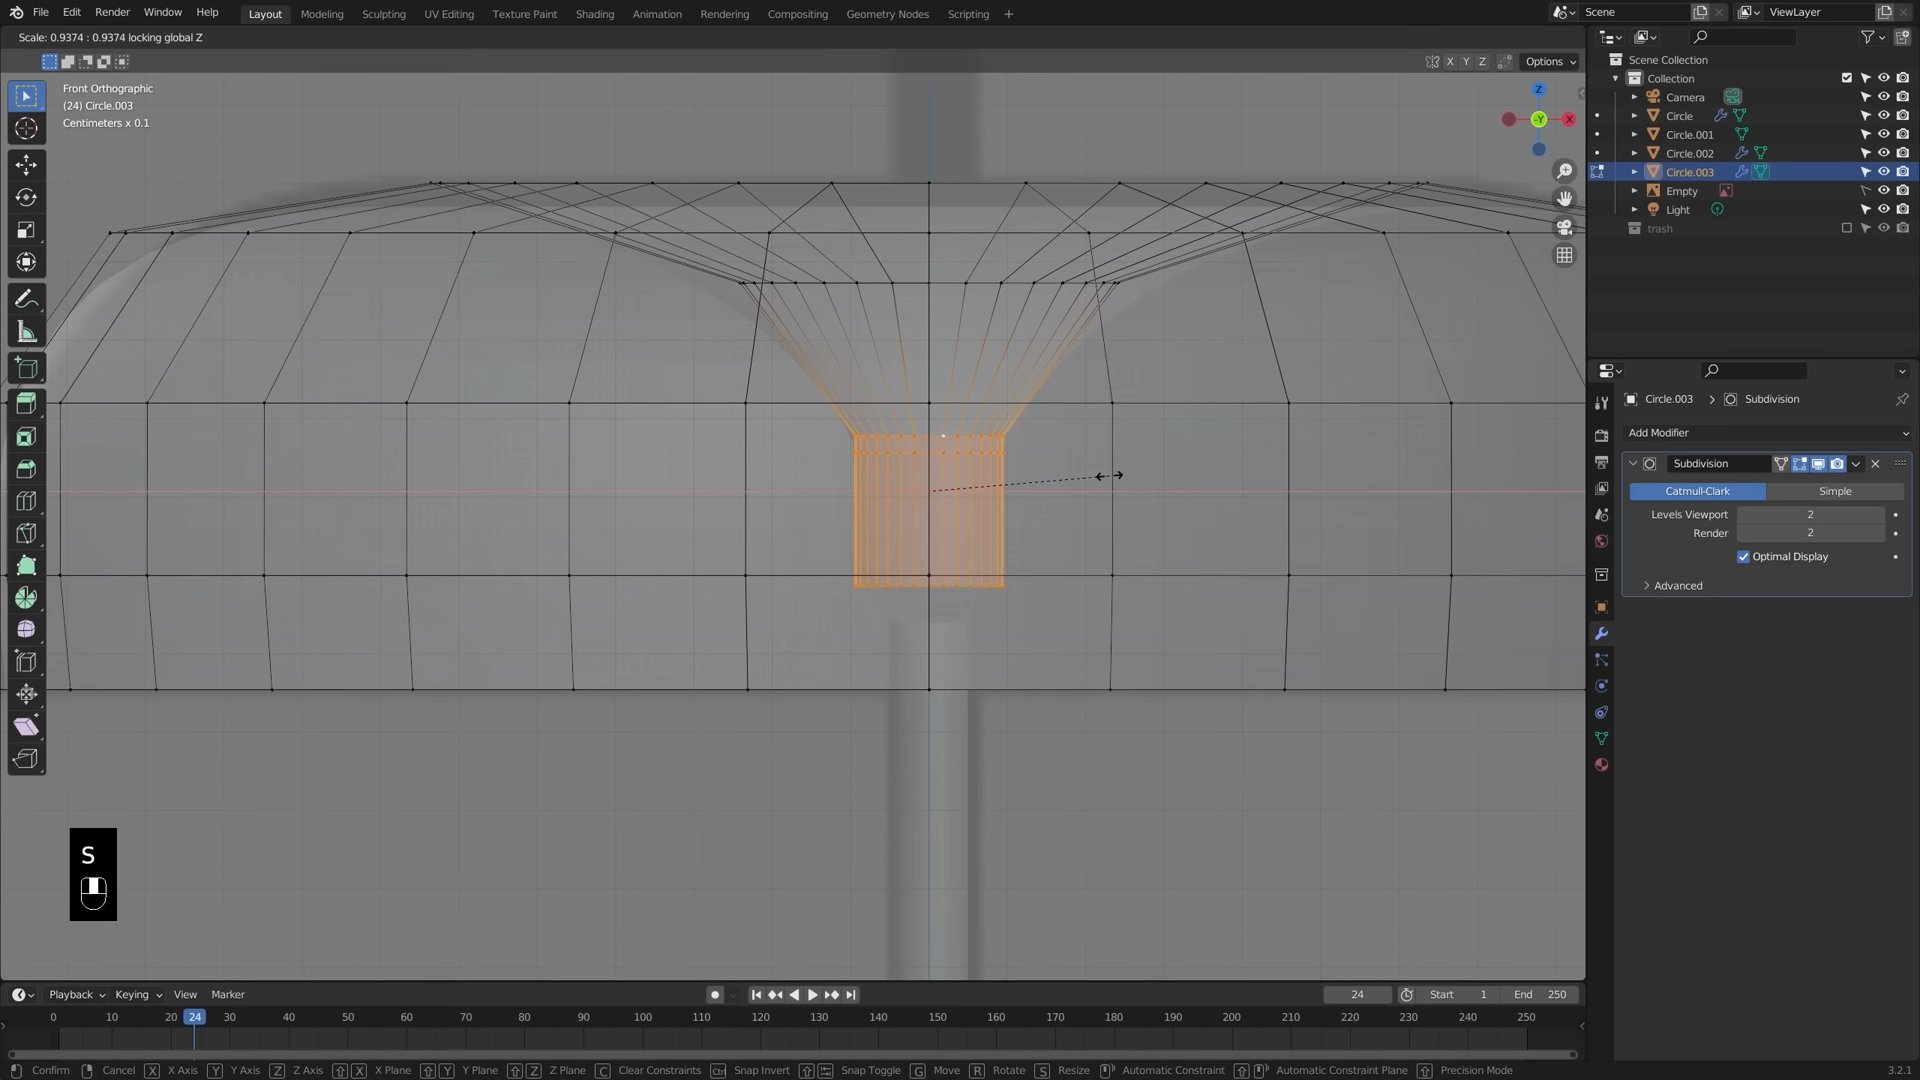 File Edit Render Window Help Layout Modeling Sculpting UV Editing Texture Paint Shading Animation Rendering Compositing Geometry Nodes Scripting + Scene ViewLayer
Scale: 0.9374 : 0.9374 locking global Z
X Y Z Options
Front Orthographic
(24) Circle.003
Centimeters x 0.1
Z
-Y X
Scene Collection
Collection
Camera
Circle
Circle.001
Circle.002
Circle.003
Empty
Light
trash
Circle.003 > Subdivision
Add Modifier
Subdivision
Catmull-Clark Simple
Levels Viewport 2
Render 2
Optimal Display
Advanced
S
Playback Keying View Marker 24 Start 1 End 250
0 10 20 24 30 40 50 60 70 80 90 100 110 120 130 140 150 160 170 180 190 200 210 220 230 240 250
Confirm Cancel X X Axis Y Y Axis Z Z Axis X X Plane Y Y Plane Z Z Plane C Clear Constraints Ctrl Snap Invert Snap Toggle G Move R Rotate S Resize Automatic Constraint Automatic Constraint Plane Precision Mode 3.2.1